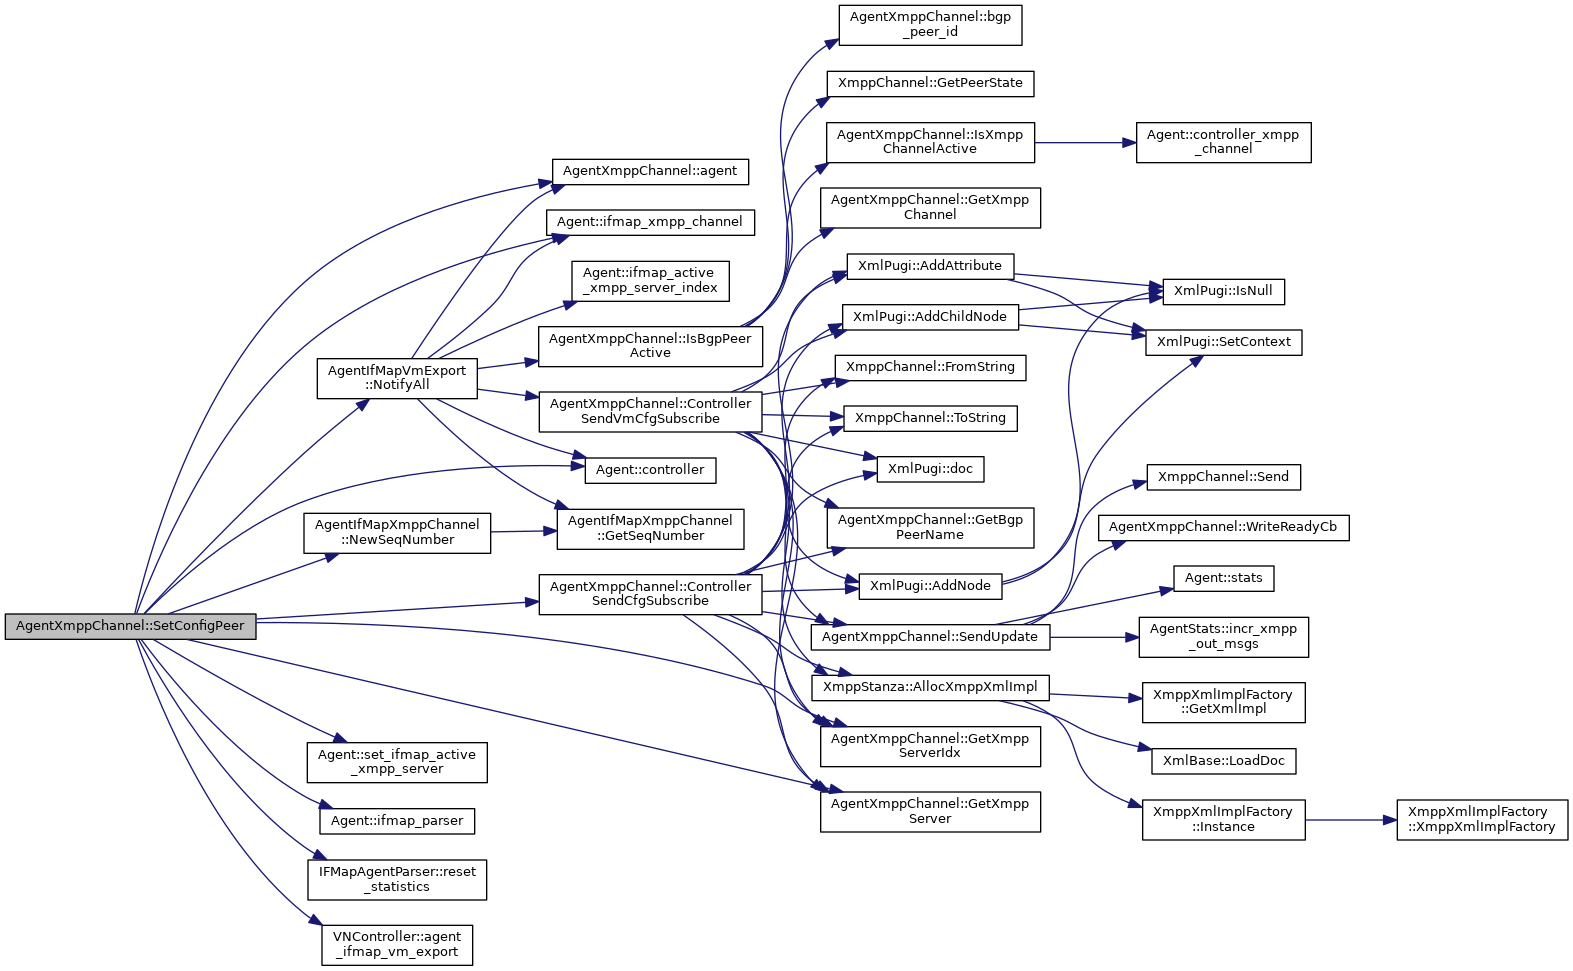 AgentXmppChannel::bgp
_peer_id
XmppChannel::GetPeerState
AgentXmppChannel::IsXmpp
ChannelActive
Agent::controller_xmpp
_channel
AgentXmppChannel::agent
AgentXmppChannel::GetXmpp
Channel
Agent::ifmap_xmpp_channel
XmlPugi::AddAttribute
Agent::ifmap_active
_xmpp_server_index
XmlPugi::IsNull
XmlPugi::AddChildNode
AgentXmppChannel::IsBgpPeer
Active
XmlPugi::SetContext
XmppChannel::FromString
AgentIfMapVmExport
::NotifyAll
AgentXmppChannel::Controller
SendVmCfgSubscribe
XmppChannel::ToString
Agent::controller
XmlPugi::doc
XmppChannel::Send
AgentIfMapXmppChannel
::NewSeqNumber
AgentIfMapXmppChannel
::GetSeqNumber
AgentXmppChannel::GetBgp
PeerName
AgentXmppChannel::WriteReadyCb
AgentXmppChannel::Controller
SendCfgSubscribe
XmlPugi::AddNode
Agent::stats
AgentXmppChannel::SetConfigPeer
AgentXmppChannel::SendUpdate
AgentStats::incr_xmpp
_out_msgs
XmppStanza::AllocXmppXmlImpl
XmppXmlImplFactory
::GetXmlImpl
AgentXmppChannel::GetXmpp
ServerIdx
Agent::set_ifmap_active
_xmpp_server
XmlBase::LoadDoc
AgentXmppChannel::GetXmpp
Server
Agent::ifmap_parser
XmppXmlImplFactory
::Instance
XmppXmlImplFactory
::XmppXmlImplFactory
IFMapAgentParser::reset
_statistics
VNController::agent
_ifmap_vm_export